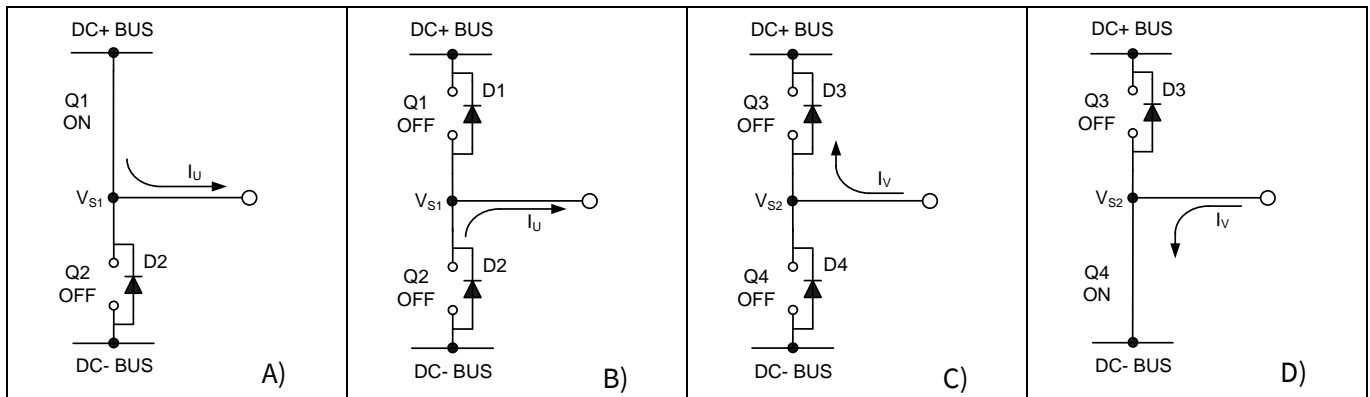 DC+ BUS
Q1
ON
I_U
V_S1
Q2
OFF
D2
DC- BUS
A)
DC+ BUS
Q1
OFF
D1
V_S1
I_U
Q2
OFF
D2
DC- BUS
B)
DC+ BUS
Q3
OFF
D3
I_V
V_S2
Q4
OFF
D4
DC- BUS
C)
DC+ BUS
Q3
OFF
D3
V_S2
I_V
Q4
ON
DC- BUS
D)